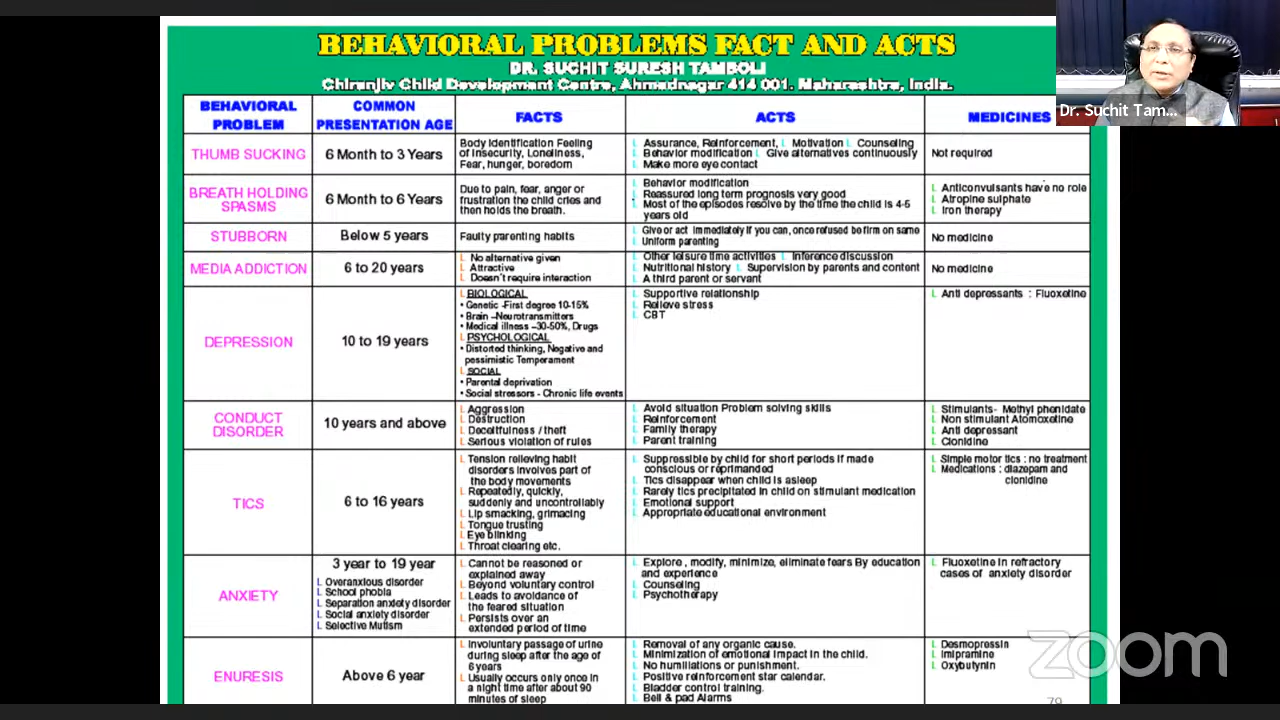 BEHAVIORAL PROBLEMS FACT AND ACTS
DR. SUCHIT SURESH TAMBOLI
Chiranjiv Child Development Centre, Ahmednagar 414 001. Maharashtra, India.
Dr. Suchit Tam...
BEHAVIORAL PROBLEM
COMMON PRESENTATION AGE
FACTS
ACTS
MEDICINES
THUMB SUCKING
6 Month to 3 Years
Body Identification Feeling
of Insecurity, Loneliness,
Fear, hunger, boredom
Assurance, Reinforcement, Motivation Counseling
Behavior modification Give alternatives continuously
Make more eye contact
Not required
BREATH HOLDING
SPASMS
6 Month to 6 Years
Due to pain, fear, anger or
frustration the child cries and
then holds the breath.
Behavior modification
Reassured long term prognosis very good
Most of the episodes resolve by the time the child is 4-5
years old
Anticonvulsants have no role
Atropine sulphate
Iron therapy
STUBBORN
Below 5 years
Faulty parenting habits
Give or act immediately if you can, once refused be firm on same
Uniform parenting
No medicine
MEDIA ADDICTION
6 to 20 years
No alternative given
Attractive
Doesn't require interaction
Other leisure time activities Inference discussion
Nutritional history Supervision by parents and content
A third parent or servant
No medicine
DEPRESSION
10 to 19 years
BIOLOGICAL
• Genetic -First degree 10-15%
• Brain –Neurotransmitters
• Medical illness –30-50%, Drugs
PSYCHOLOGICAL
• Distorted thinking, Negative and
pessimistic Temperament
SOCIAL
• Parental deprivation
• Social stressors - Chronic life events
Supportive relationship
Relieve stress
CBT
Anti depressants : Fluoxetine
CONDUCT
DISORDER
10 years and above
Aggression
Destruction
Deceitfulness / theft
Serious violation of rules
Avoid situation Problem solving skills
Reinforcement
Family therapy
Parent training
Stimulants- Methyl phenidate
Non stimulant Atomoxetine
Anti depressant
Clonidine
TICS
6 to 16 years
Tension relieving habit
disorders involves part of
the body movements
Repeatedly, quickly,
suddenly and uncontrollably
Lip smacking, grimacing
Tongue trusting
Eye blinking
Throat clearing etc.
Suppressible by child for short periods if made
conscious or reprimanded
Tics disappear when child is asleep
Rarely tics precipitated in child on stimulant medication
Emotional support
Appropriate educational environment
Simple motor tics : no treatment
Medications : diazepam and
clonidine
ANXIETY
3 year to 19 year
Overanxious disorder
School phobia
Separation anxiety disorder
Social anxiety disorder
Selective Mutism
Cannot be reasoned or
explained away
Beyond voluntary control
Leads to avoidance of
the feared situation
Persists over an
extended period of time
Explore , modify, minimize, eliminate fears By education
and experience
Counseling
Psychotherapy
Fluoxetine in refractory
cases of anxiety disorder
ENURESIS
Above 6 year
Involuntary passage of urine
during sleep after the age of
6 years
Usually occurs only once in
a night time after about 90
minutes of sleep
Removal of any organic cause.
Minimization of emotional impact in the child.
No humiliations or punishment.
Positive reinforcement star calendar.
Bladder control training.
Bell & pad Alarms
Desmopressin
Imipramine
Oxybutynin
zoom
79